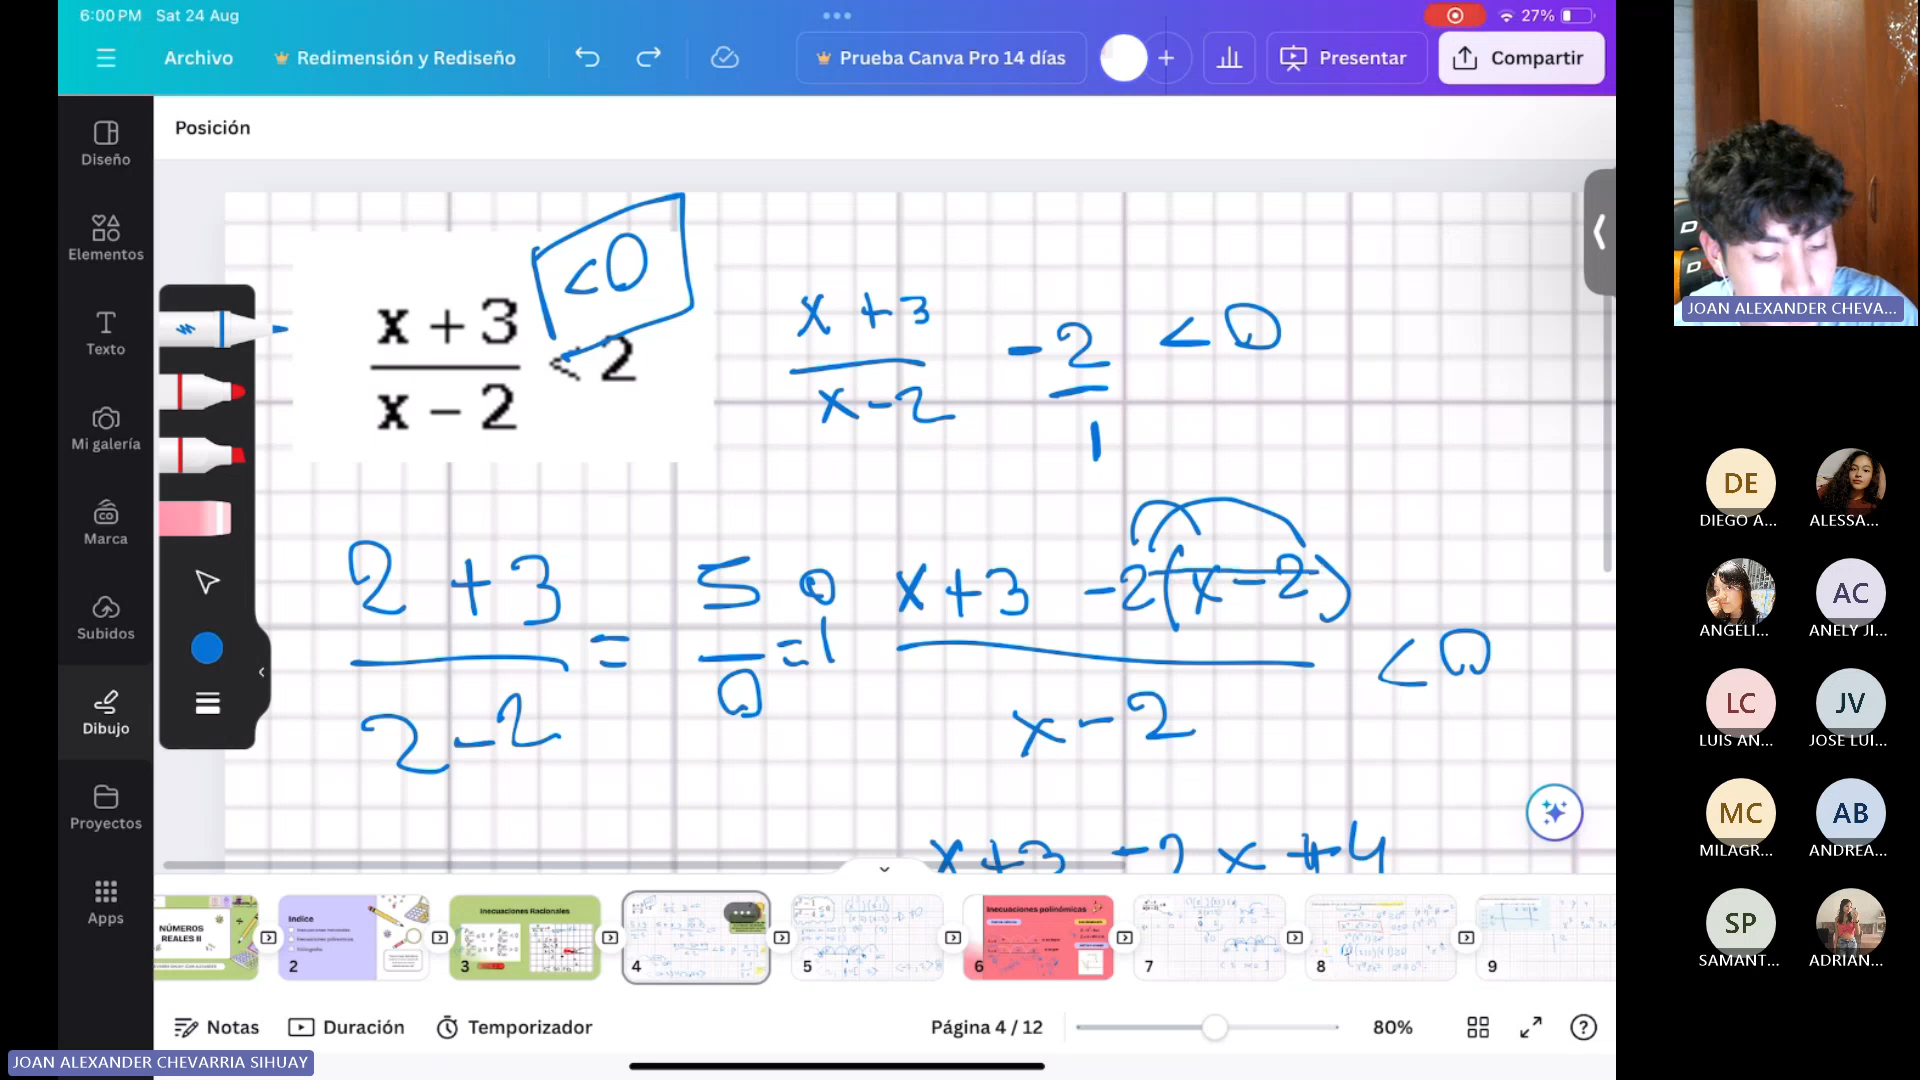 6:00 PM Sat 24 Aug
27%
Archivo
Redimensión y Rediseño
Prueba Canva Pro 14 días
Presentar
Compartir
Posición
Diseño
Elementos
Texto
Mi galería
Marca
Subidos
Dibujo
Proyectos
Apps
<0
x + 3
x − 2
< 2
x + 3
x - 2
- 2
1
< 0
2 + 3
2 - 2
=
5
0
=
x + 3 - 2(x - 2)
x - 2
< 0
x + 3 - 2x + 4
NÚMEROS
REALES II
Indice
2
Inecuaciones Racionales
3
4
5
Inecuaciones polinómicas
6
7
8
9
Notas
Duración
Temporizador
Página 4 / 12
80%
JOAN ALEXANDER CHEVARRIA SIHUAY
JOAN ALEXANDER CHEVA...
DE
DIEGO A...
ALESSA...
ANGELI...
AC
ANELY JI...
LC
LUIS AN...
JV
JOSE LUI...
MC
MILAGR...
AB
ANDREA...
SP
SAMANT...
ADRIAN...